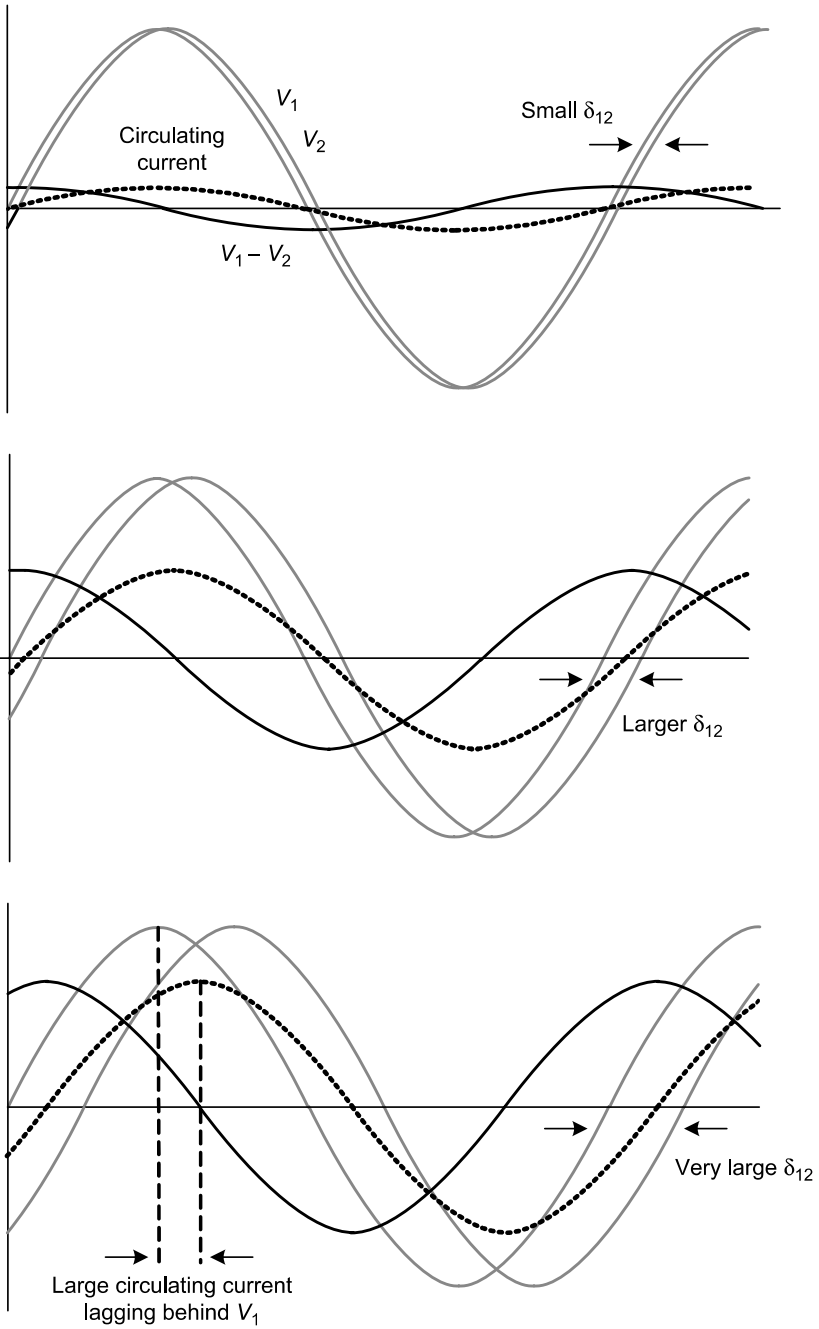 V1
Small δ12
Circulating
current
V2
V1 – V2
Larger δ12
Very large δ12
Large circulating current
lagging behind V1